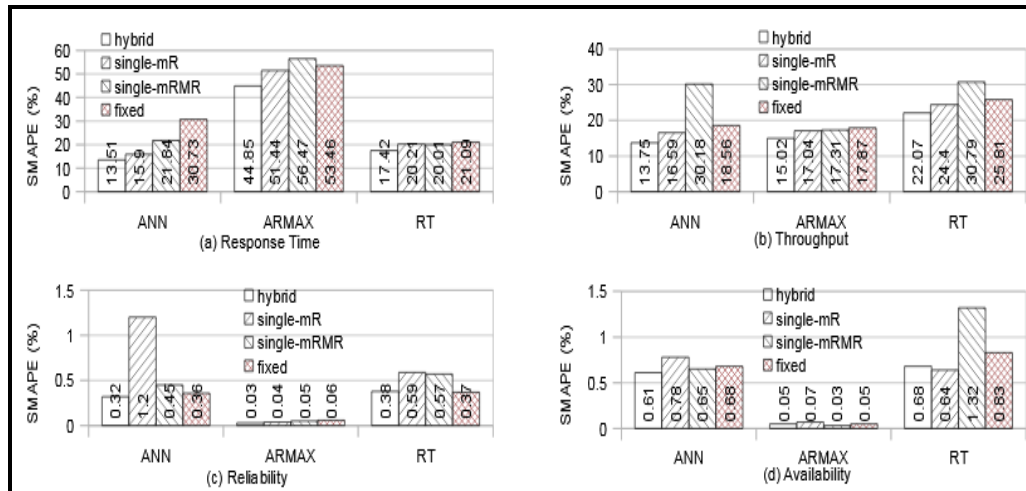 hybrid
single-mR
single-mRMR
fixed
SMAPE (%)
60
50
40
30
20
10
0
13.51
15.9
21.84
30.73
44.85
51.44
56.47
53.46
17.42
20.21
20.01
21.09
ANN
ARMAX
RT
(a) Response Time
hybrid
single-mR
single-mRMR
fixed
SMAPE (%)
40
30
20
10
0
13.75
16.59
30.18
18.56
15.02
17.04
17.31
17.87
22.07
24.4
30.79
25.81
ANN
ARMAX
RT
(b) Throughput
hybrid
single-mR
single-mRMR
fixed
SMAPE (%)
1.5
1
0.5
0
0.32
1.2
0.45
0.36
0.03
0.04
0.05
0.06
0.38
0.59
0.57
0.37
ANN
ARMAX
RT
(c) Reliability
hybrid
single-mR
single-mRMR
fixed
SMAPE (%)
1.5
1
0.5
0
0.61
0.78
0.65
0.68
0.05
0.07
0.03
0.05
0.68
0.64
1.32
0.83
ANN
ARMAX
RT
(d) Availability